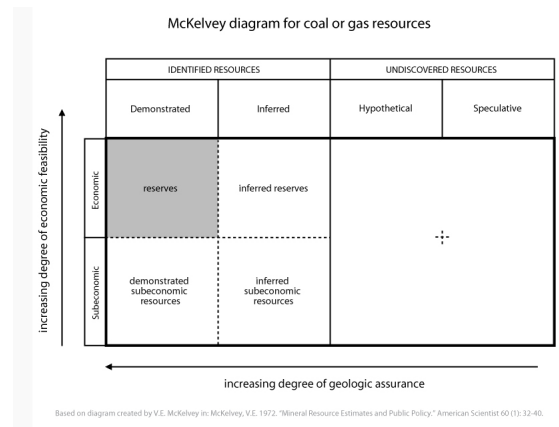 McKelvey diagram for coal or gas resources
IDENTIFIED RESOURCES
UNDISCOVERED RESOURCES
Demonstrated
Inferred
Hypothetical
Speculative
increasing degree of economic feasibility
Economic
reserves
inferred reserves
Subeconomic
demonstrated
subeconomic
resources
inferred
subeconomic
resources
increasing degree of geologic assurance
Based on diagram created by V.E. McKelvey in: McKelvey, V.E. 1972. "Mineral Resource Estimates and Public Policy." American Scientist 60 (1): 32-40.